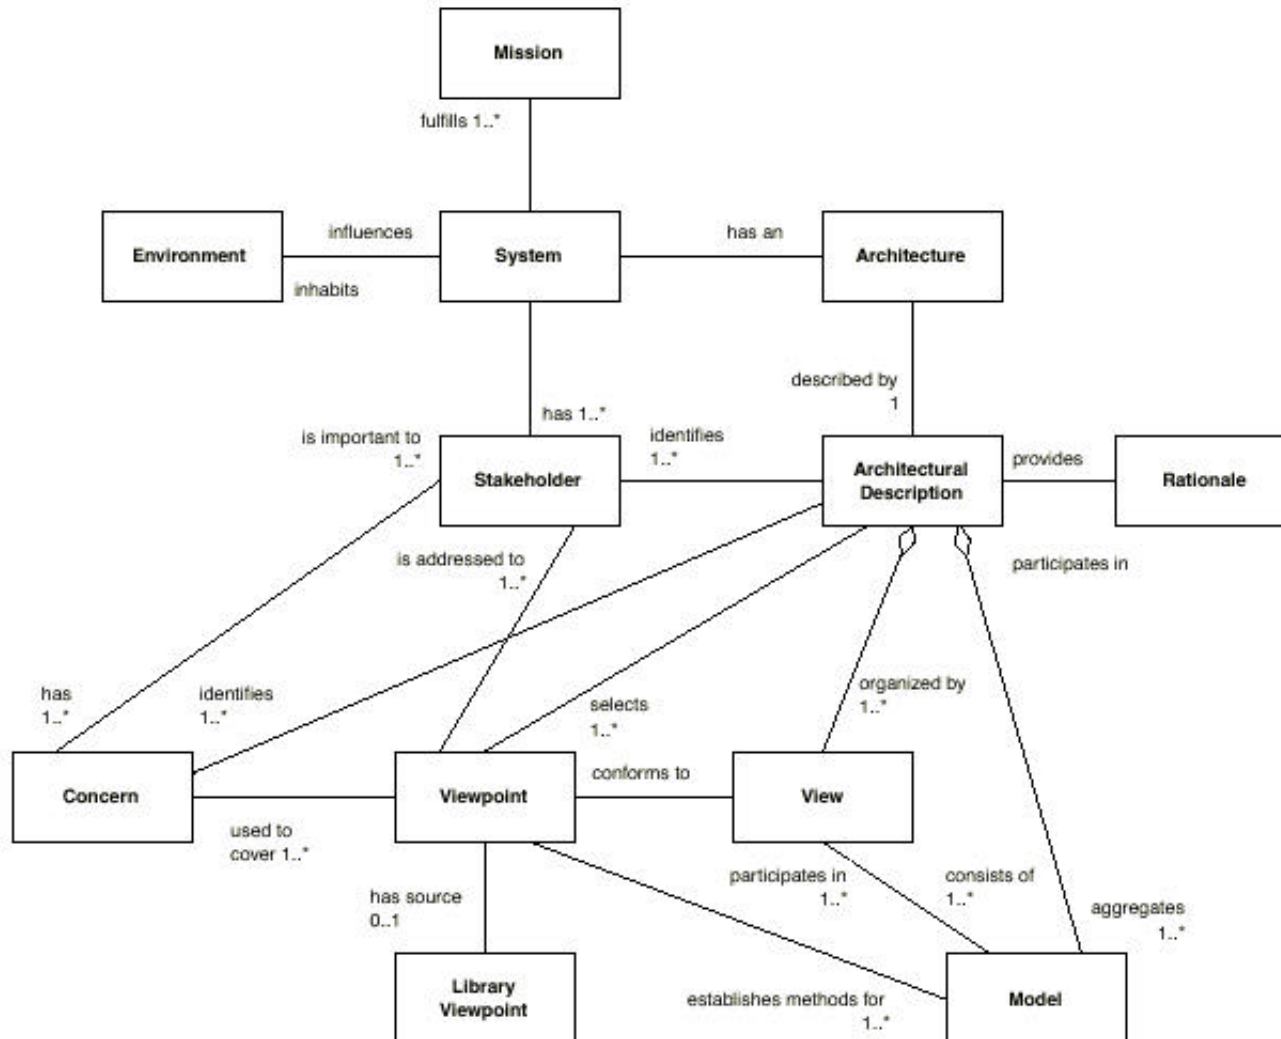 Mission
fulfills 1..*
Environment
influences
inhabits
System
has an
Architecture
described by
1
has 1..*
is important to
1..*
Stakeholder
identifies
1..*
Architectural
Description
provides
Rationale
is addressed to
1..*
participates in
has
1..*
identifies
1..*
selects
1..*
organized by
1..*
Concern
used to
cover 1..*
Viewpoint
conforms to
View
has source
0..1
participates in
1..*
consists of
1..*
aggregates
1..*
Library
Viewpoint
establishes methods for
1..*
Model